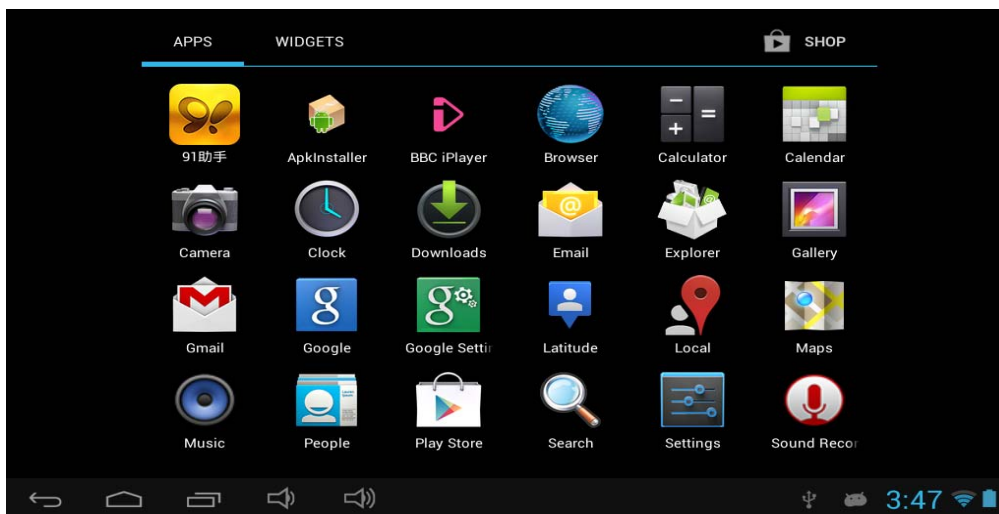 APPS WIDGETS SHOP
91助手 ApkInstaller BBC iPlayer Browser Calculator Calendar
Camera Clock Downloads Email Explorer Gallery
Gmail Google Google Settin Latitude Local Maps
Music People Play Store Search Settings Sound Recor
3:47